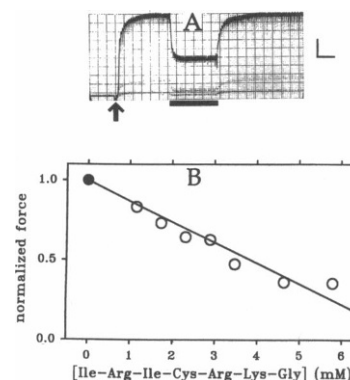 A
B
1.0
0.5
0.0
normalized force
0 1 2 3 4 5 6
[Ile-Arg-Ile-Cys-Arg-Lys-Gly] (mM)